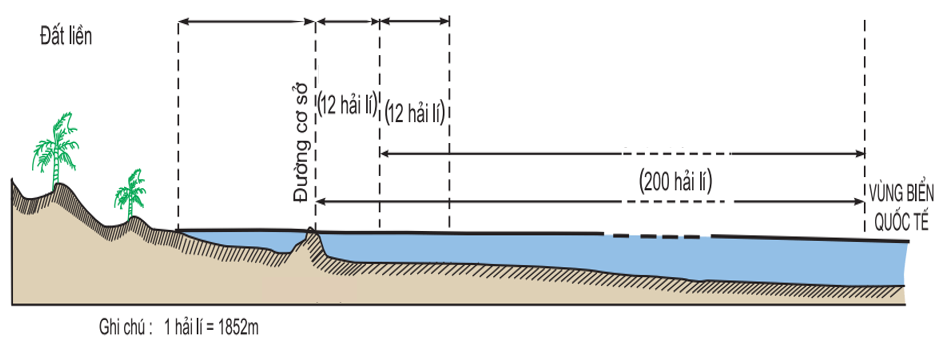 Đất liền
Đường cơ sở
(12 hải lí)
(12 hải lí)
(200 hải lí)
VÙNG BIỂN
QUỐC TẾ
Ghi chú : 1 hải lí = 1852m